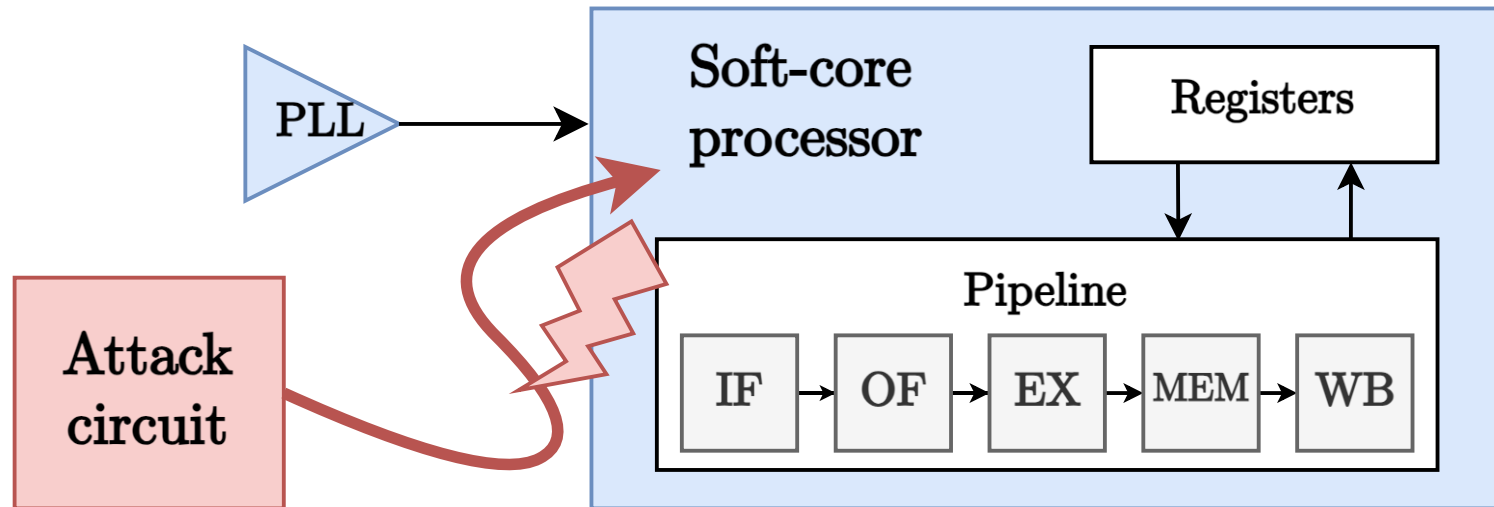 PLL
Soft-core
processor
Registers
Attack
circuit
Pipeline
IF
OF
EX
MEM
WB